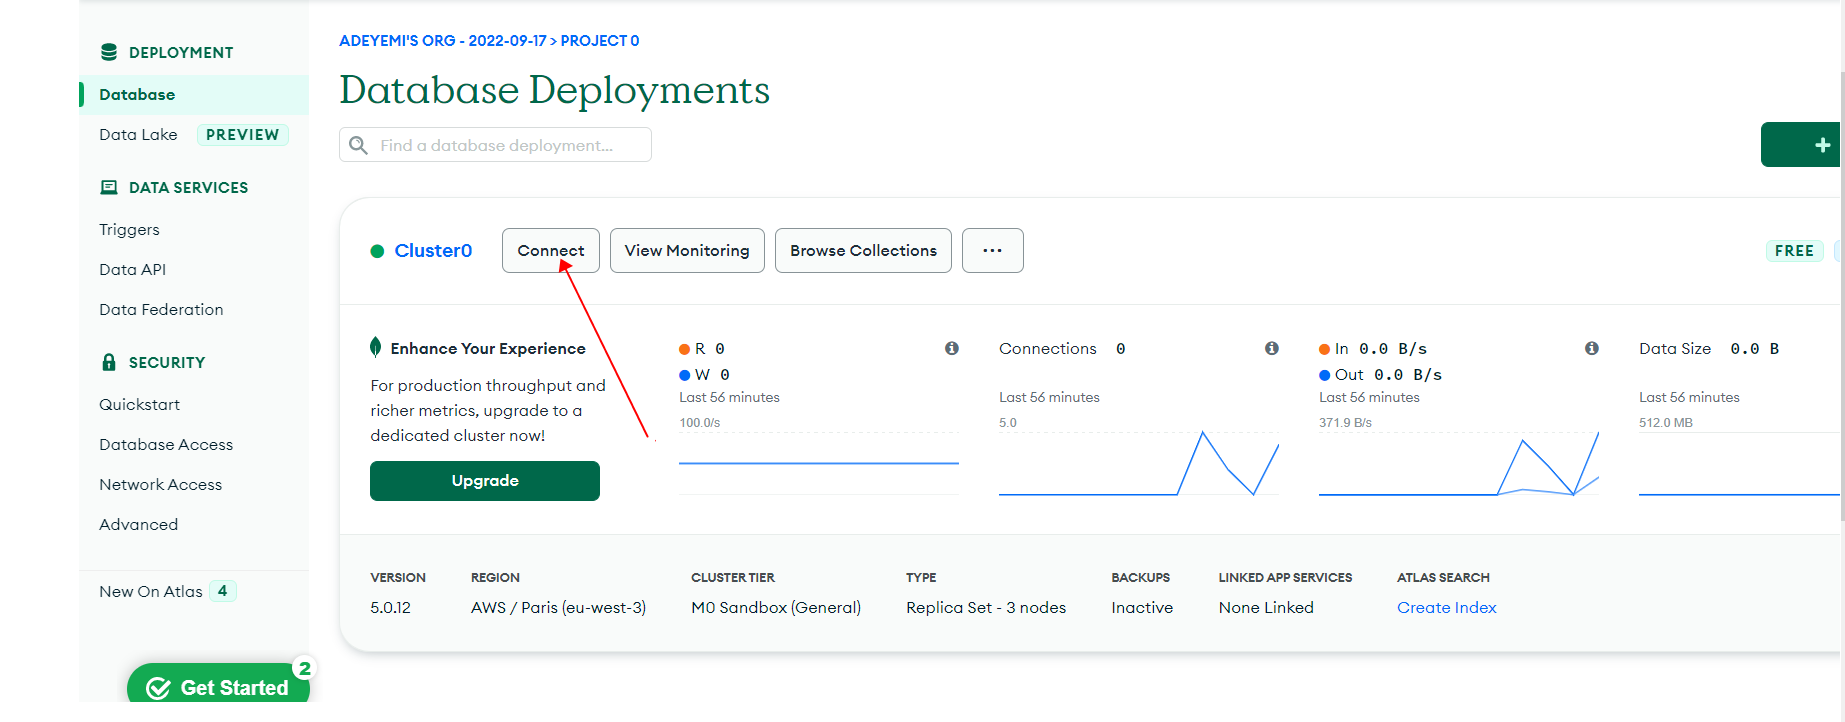 DEPLOYMENT
Database
Data Lake PREVIEW
DATA SERVICES
Triggers
Data API
Data Federation
SECURITY
Quickstart
Database Access
Network Access
Advanced
New On Atlas 4
Get Started 2
ADEYEMI'S ORG - 2022-09-17 > PROJECT 0
Database Deployments
Find a database deployment...
+
Cluster0 Connect View Monitoring Browse Collections ... FREE
Enhance Your Experience
For production throughput and
richer metrics, upgrade to a
dedicated cluster now!
Upgrade
R 0
W 0
Last 56 minutes
100.0/s
Connections 0
Last 56 minutes
5.0
In 0.0 B/s
Out 0.0 B/s
Last 56 minutes
371.9 B/s
Data Size 0.0 B
Last 56 minutes
512.0 MB
VERSION REGION CLUSTER TIER TYPE BACKUPS LINKED APP SERVICES ATLAS SEARCH
5.0.12 AWS / Paris (eu-west-3) M0 Sandbox (General) Replica Set - 3 nodes Inactive None Linked Create Index